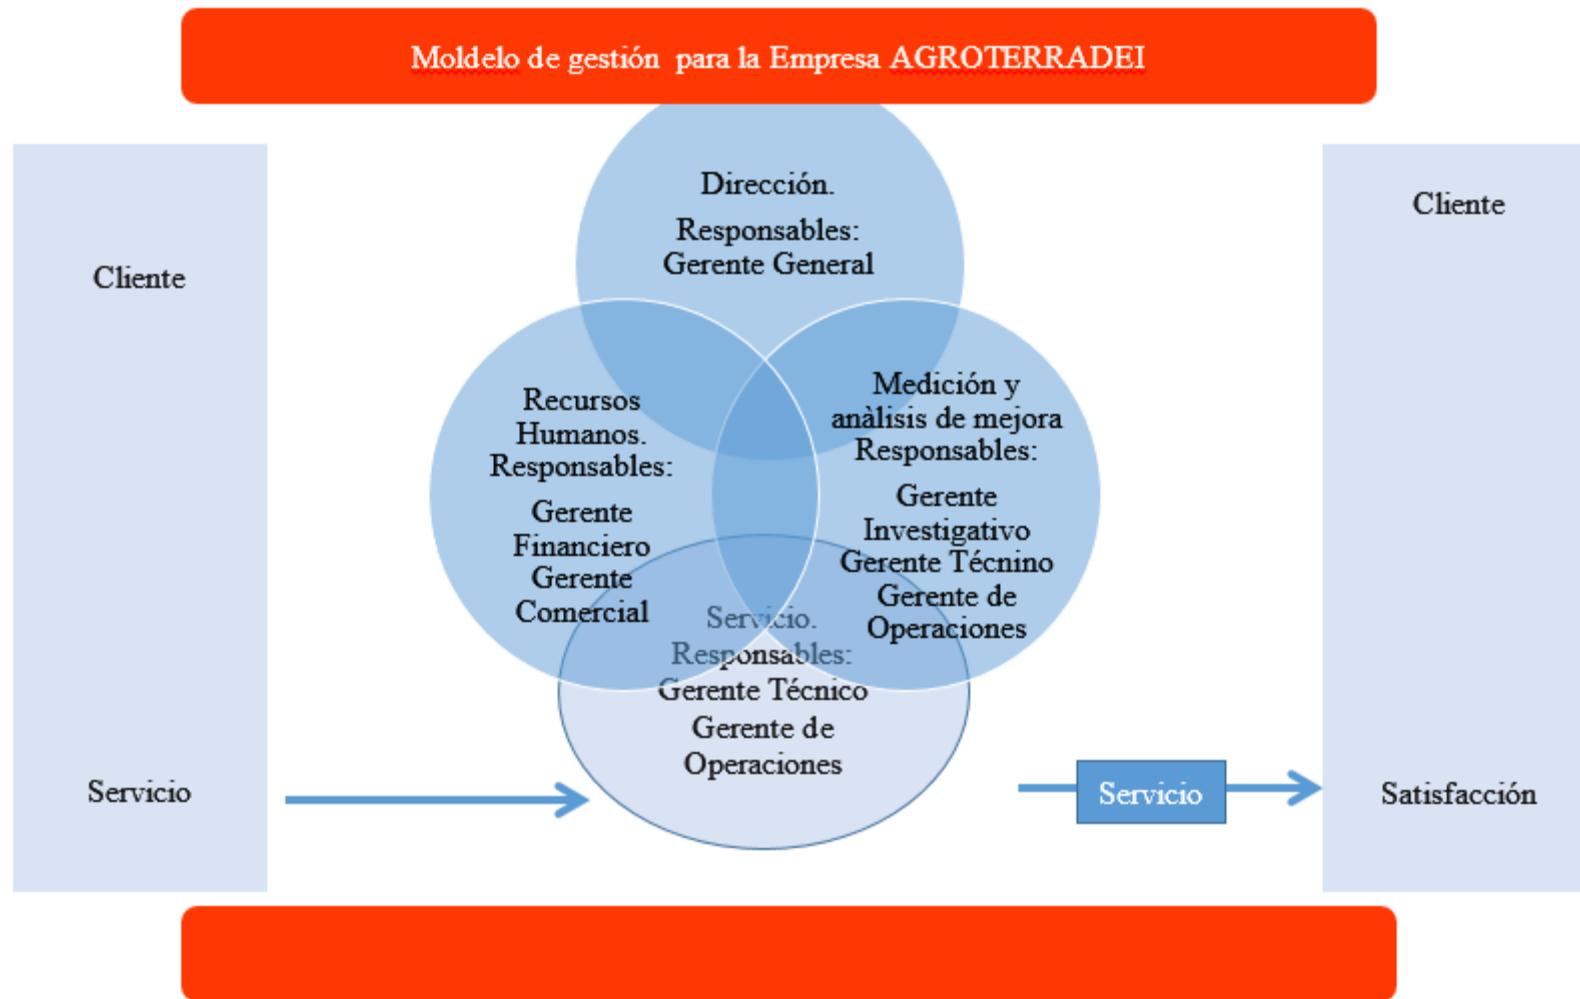 Moldelo de gestión para la Empresa AGROTERRADEI
Cliente
Servicio
Dirección.
Responsables:
Gerente General
Recursos
Humanos.
Responsables:
Gerente
Financiero
Gerente
Comercial
Medición y
anàlisis de mejora
Responsables:
Gerente
Investigativo
Gerente Técnino
Gerente de
Operaciones
Servicio.
Responsables:
Gerente Técnico
Gerente de
Operaciones
Servicio
Cliente
Satisfacción